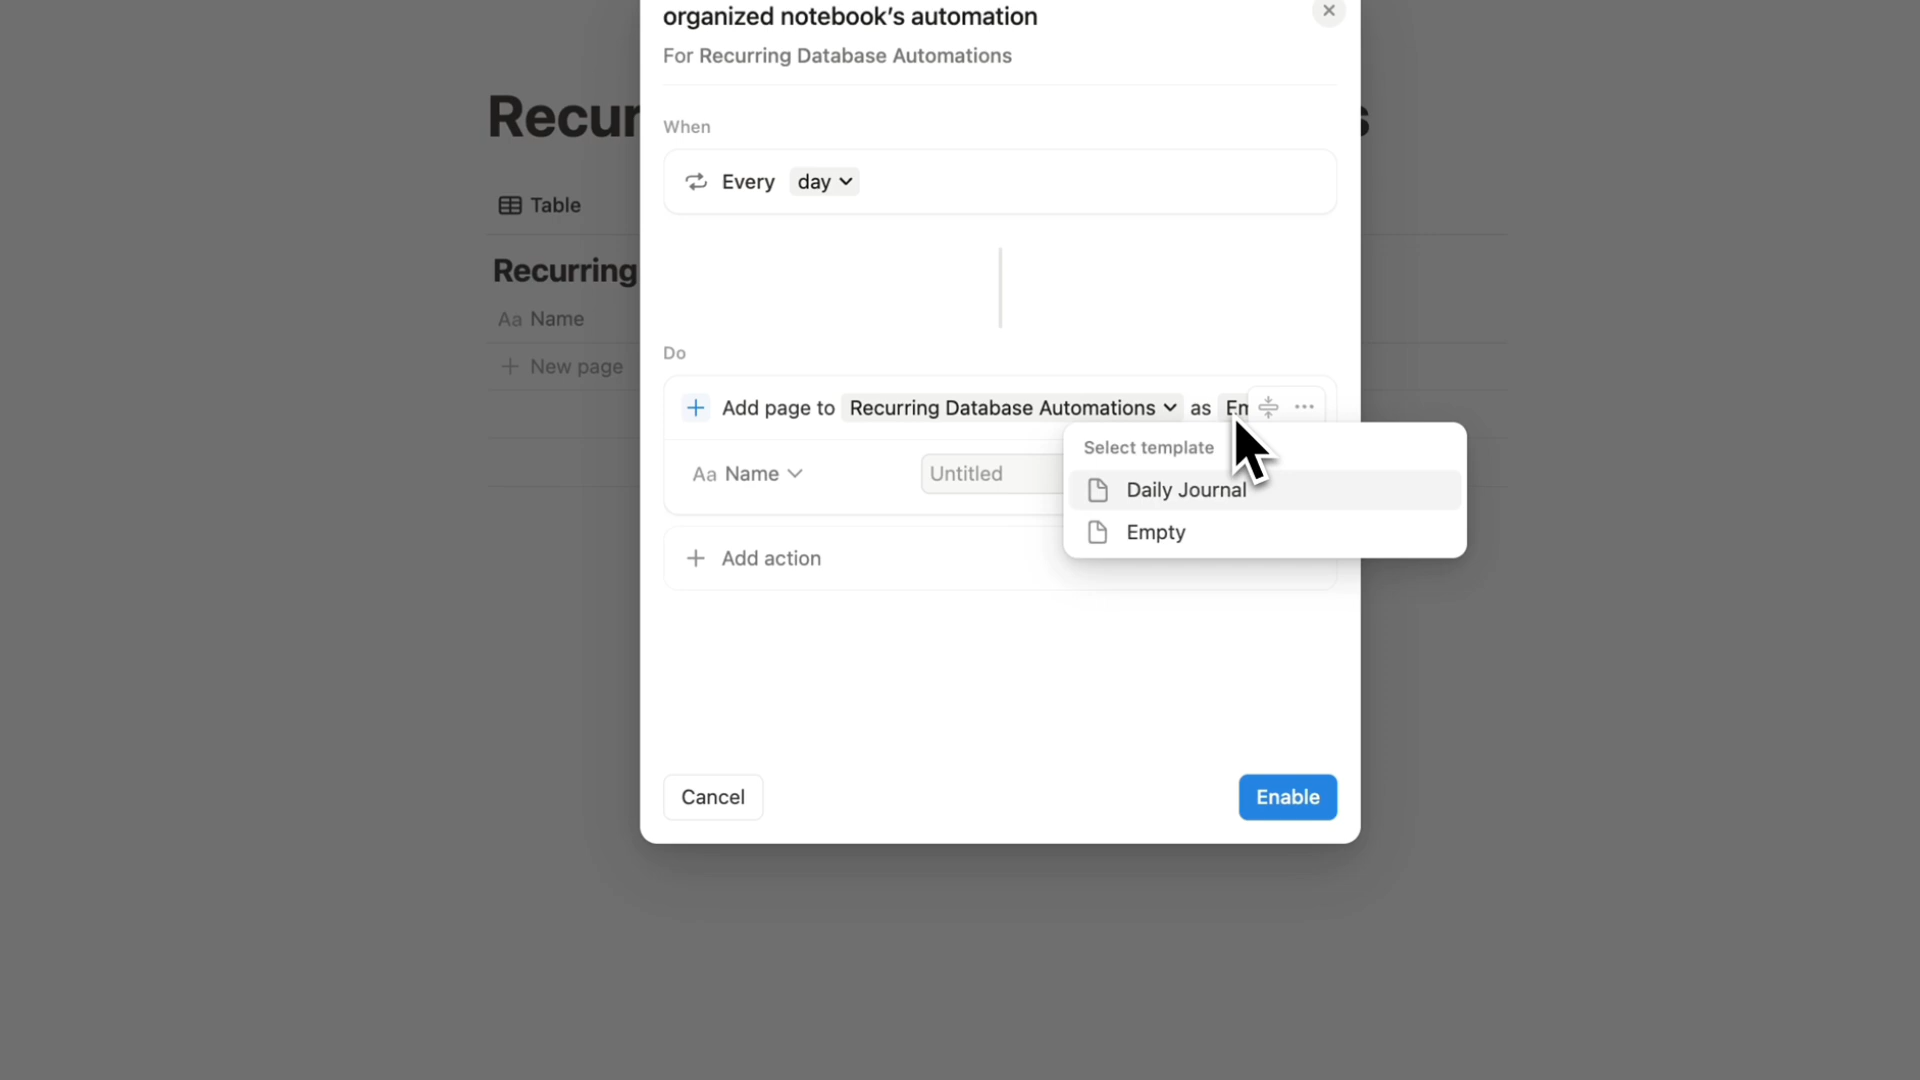 organized notebook’s automation
For Recurring Database Automations
Recur
s
When
Every day
Table
Recurring
Aa Name
New page
Do
Add page to Recurring Database Automations as Em
Select template
Aa Name Untitled
Daily Journal
Empty
Add action
Cancel Enable